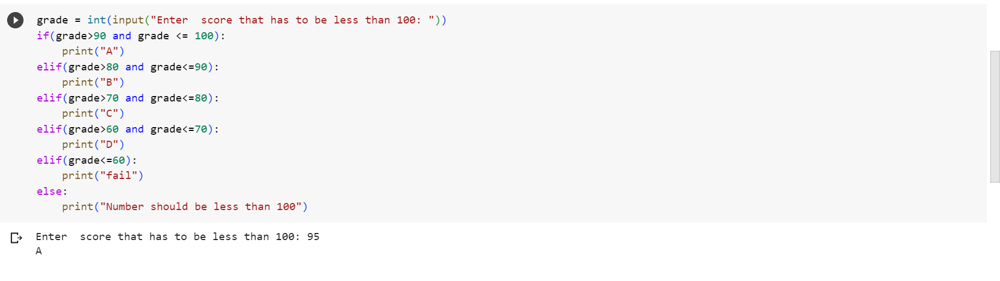 grade = int(input("Enter  score that has to be less than 100: "))
if(grade>90 and grade <= 100):
    print("A")
elif(grade>80 and grade<=90):
    print("B")
elif(grade>70 and grade<=80):
    print("C")
elif(grade>60 and grade<=70):
    print("D")
elif(grade<=60):
    print("fail")
else:
    print("Number should be less than 100")
Enter  score that has to be less than 100: 95
A